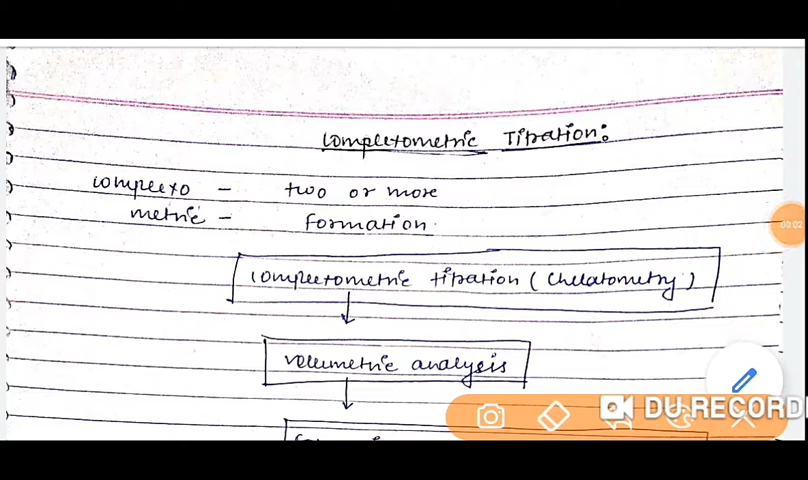 Complexometric Titration:
Complexo - two or more
metric - formation.
Complexometric titration (Chelatometry)
volumetric analysis
00:02
DU RECORD